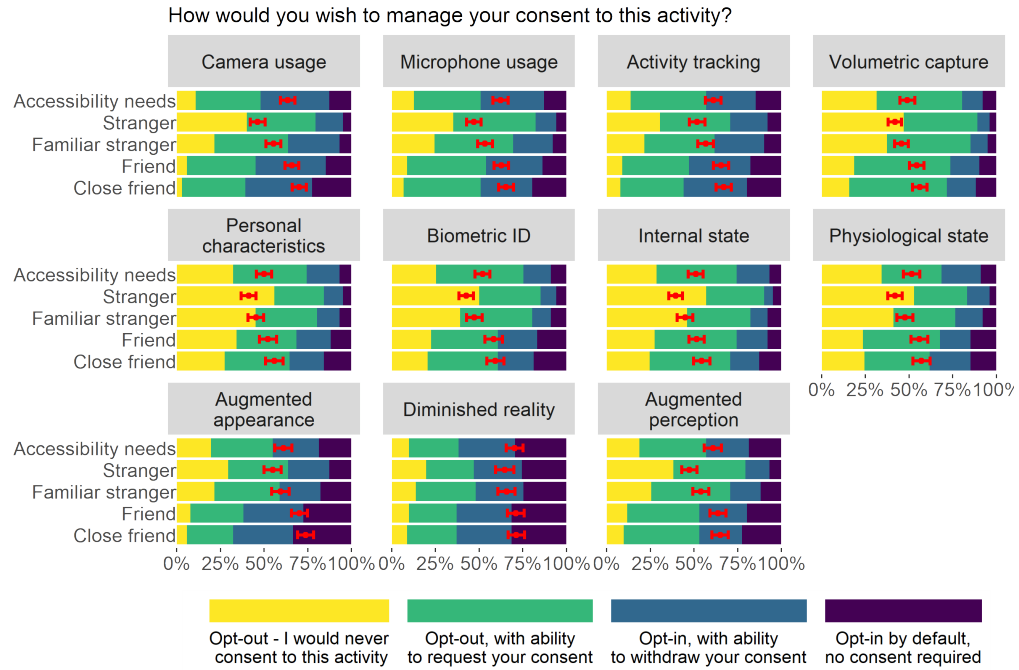 How would you wish to manage your consent to this activity?
Camera usage
Microphone usage
Activity tracking
Volumetric capture
Accessibility needs
Stranger
Familiar stranger
Friend
Close friend
Personal
characteristics
Biometric ID
Internal state
Physiological state
Accessibility needs
Stranger
Familiar stranger
Friend
Close friend
0% 25% 50% 75% 100%
Augmented
appearance
Diminished reality
Augmented
perception
Accessibility needs
Stranger
Familiar stranger
Friend
Close friend
0% 25% 50% 75% 100%
0% 25% 50% 75% 100%
0% 25% 50% 75% 100%
Opt-out - I would never
consent to this activity
Opt-out, with ability
to request your consent
Opt-in, with ability
to withdraw your consent
Opt-in by default,
no consent required